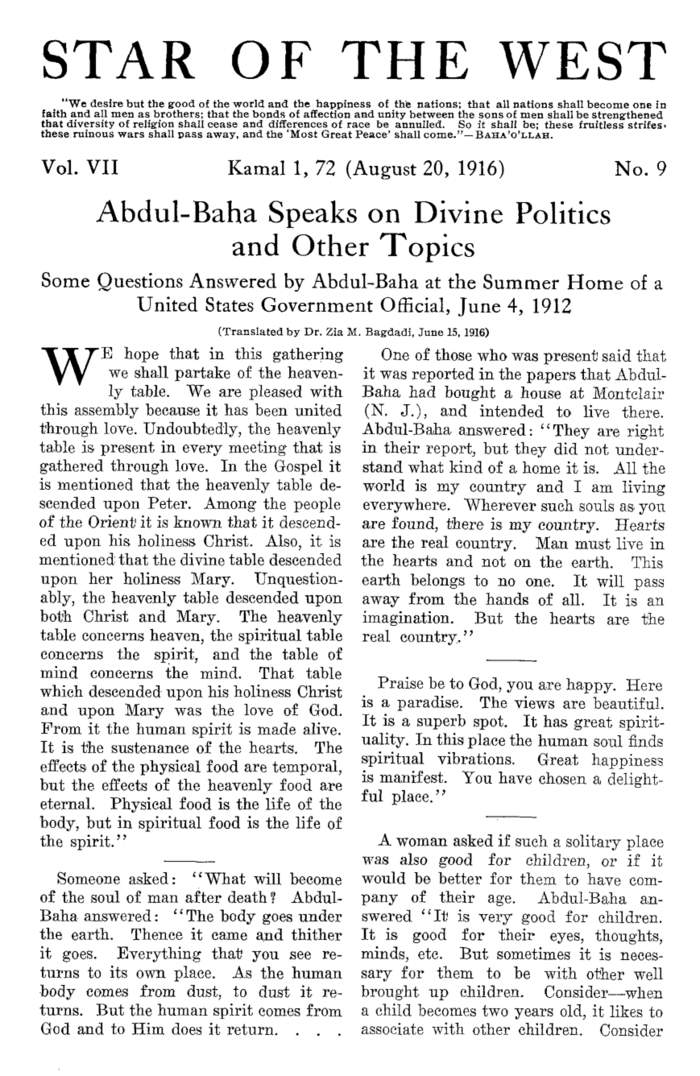 STAR OF THE WEST
"We desire but the good of the world and the happiness of the nations; that all nations shall become one in
faith and all men as brothers; that the bonds of affection and unity between the sons of men shall be strengthened
that diversity of religion shall cease and differences of race be annulled. So it shall be; these fruitless strifes,
these ruinous wars shall pass away, and the 'Most Great Peace' shall come."—BAHA'O'LLAH.
Vol. VII Kamal 1, 72 (August 20, 1916) No. 9
Abdul-Baha Speaks on Divine Politics
and Other Topics
Some Questions Answered by Abdul-Baha at the Summer Home of a
United States Government Official, June 4, 1912
(Translated by Dr. Zia M. Bagdadi, June 15, 1916)
WE hope that in this gathering
we shall partake of the heaven-
ly table. We are pleased with
this assembly because it has been united
through love. Undoubtedly, the heavenly
table is present in every meeting that is
gathered through love. In the Gospel it
is mentioned that the heavenly table de-
scended upon Peter. Among the people
of the Orient it is known that it descend-
ed upon his holiness Christ. Also, it is
mentioned that the divine table descended
upon her holiness Mary. Unquestion-
ably, the heavenly table descended upon
both Christ and Mary. The heavenly
table concerns heaven, the spiritual table
concerns the spirit, and the table of
mind concerns the mind. That table
which descended upon his holiness Christ
and upon Mary was the love of God.
From it the human spirit is made alive.
It is the sustenance of the hearts. The
effects of the physical food are temporal,
but the effects of the heavenly food are
eternal. Physical food is the life of the
body, but in spiritual food is the life of
the spirit."
Someone asked: "What will become
of the soul of man after death? Abdul-
Baha answered: "The body goes under
the earth. Thence it came and thither
it goes. Everything that you see re-
turns to its own place. As the human
body comes from dust, to dust it re-
turns. But the human spirit comes from
God and to Him does it return. . . .
One of those who was present said that
it was reported in the papers that Abdul-
Baha had bought a house at Montclair
(N. J.), and intended to live there.
Abdul-Baha answered: "They are right
in their report, but they did not under-
stand what kind of a home it is. All the
world is my country and I am living
everywhere. Wherever such souls as you
are found, there is my country. Hearts
are the real country. Man must live in
the hearts and not on the earth. This
earth belongs to no one. It will pass
away from the hands of all. It is an
imagination. But the hearts are the
real country."
Praise be to God, you are happy. Here
is a paradise. The views are beautiful.
It is a superb spot. It has great spirit-
uality. In this place the human soul finds
spiritual vibrations. Great happiness
is manifest. You have chosen a delight-
ful place."
A woman asked if such a solitary place
was also good for children, or if it
would be better for them to have com-
pany of their age. Abdul-Baha an-
swered "It is very good for children.
It is good for their eyes, thoughts,
minds, etc. But sometimes it is neces-
sary for them to be with other well
brought up children. Consider—when
a child becomes two years old, it likes to
associate with other children. Consider